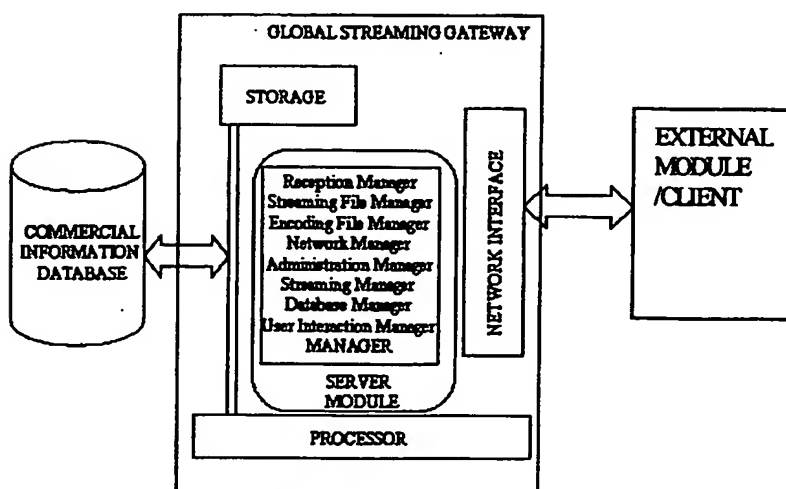 GLOBAL STREAMING GATEWAY
STORAGE
COMMERCIAL
INFORMATION
DATABASE
Reception Manager
Streaming File Manager
Encoding File Manager
Network Manager
Administration Manager
Streaming Manager
Database Manager
User Interaction Manager
MANAGER
SERVER
MODULE
PROCESSOR
NETWORK INTERFACE
EXTERNAL
MODULE
/CLIENT